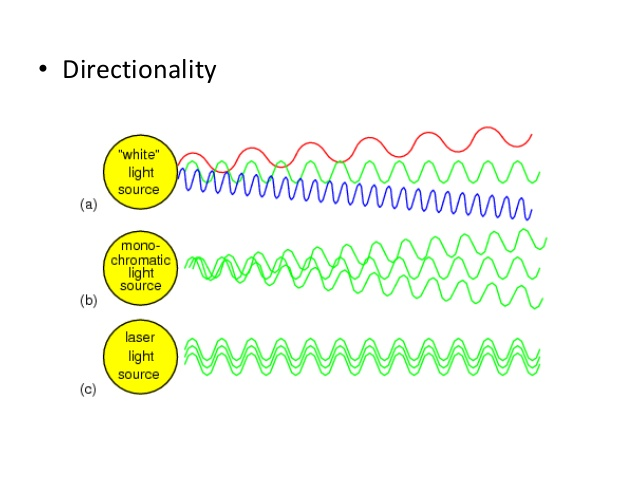 • Directionality
"white"
light
source
(a)
mono-
chromatic
light
source
(b)
laser
light
source
(c)